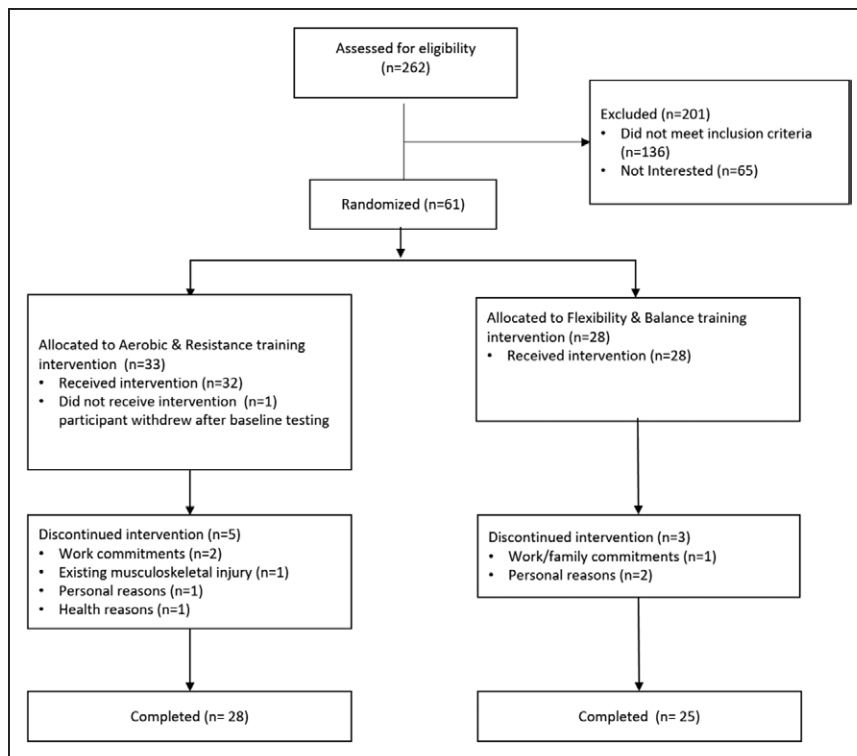 Assessed for eligibility
(n=262)
Excluded (n=201)
• Did not meet inclusion criteria
(n=136)
• Not Interested (n=65)
Randomized (n=61)
Allocated to Aerobic & Resistance training
intervention (n=33)
• Received intervention (n=32)
• Did not receive intervention (n=1)
participant withdrew after baseline testing
Allocated to Flexibility & Balance training
intervention (n=28)
• Received intervention (n=28)
Discontinued intervention (n=5)
• Work commitments (n=2)
• Existing musculoskeletal injury (n=1)
• Personal reasons (n=1)
• Health reasons (n=1)
Discontinued intervention (n=3)
• Work/family commitments (n=1)
• Personal reasons (n=2)
Completed (n= 28)
Completed (n= 25)